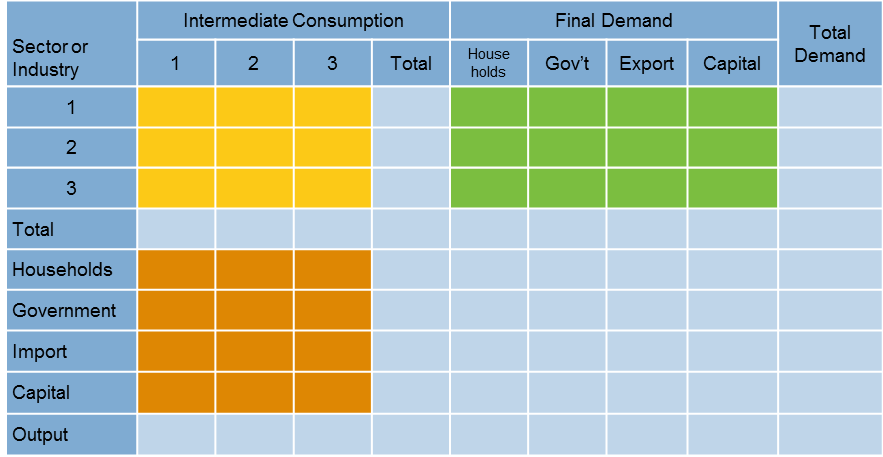 Sector or
Industry
Intermediate Consumption
Final Demand
Total
Demand
1
2
3
Total
House
holds
Gov’t
Export
Capital
1
2
3
Total
Households
Government
Import
Capital
Output